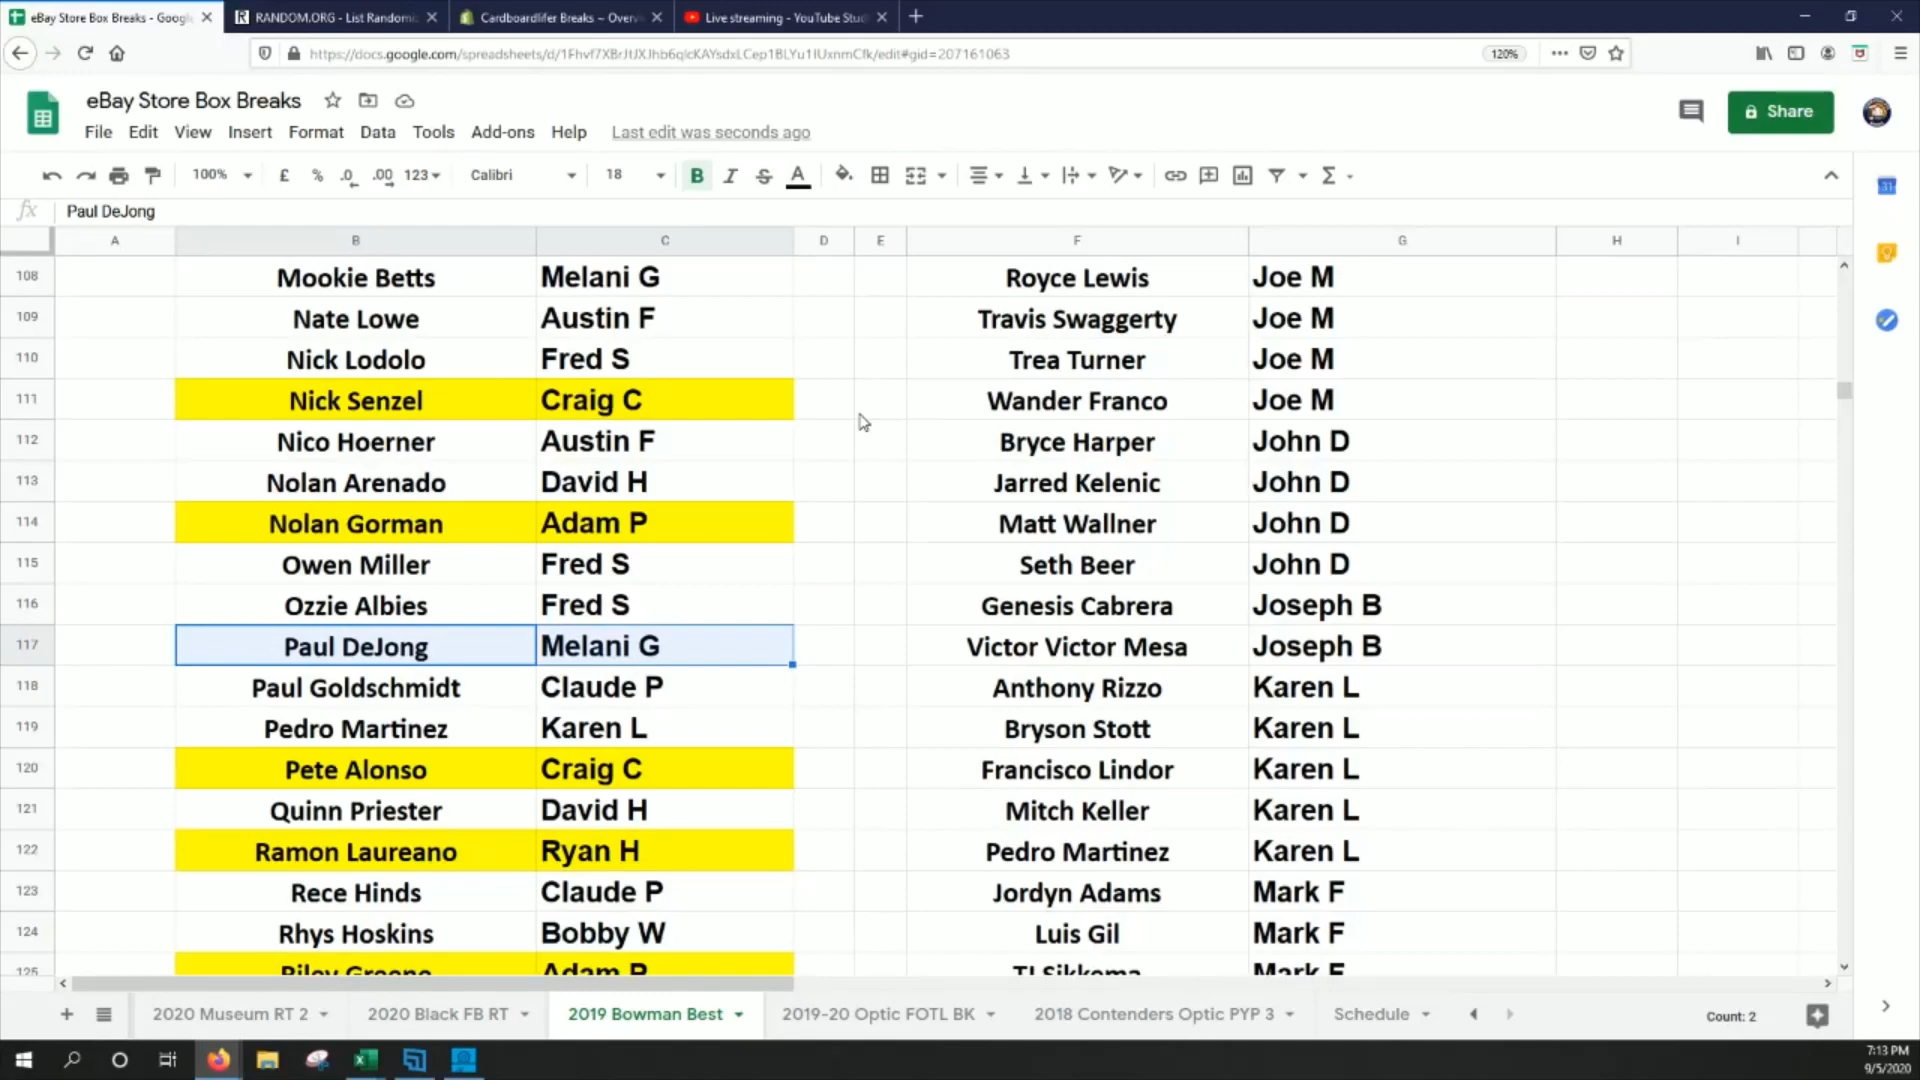 eBay Store Box Breaks - Googl
RANDOM.ORG - List Randomi
Cardboardlifer Breaks ~ Overv
Live streaming - YouTube Stud
120%
eBay Store Box Breaks
Share
File Edit View Insert Format Data Tools Add-ons Help Last edit was seconds ago
100% £ % .0 .00 123 Calibri 18 B I S A Σ
fx Paul DeJong
A B C D E F G H I
108 Mookie Betts Melani G Royce Lewis Joe M
109 Nate Lowe Austin F Travis Swaggerty Joe M
110 Nick Lodolo Fred S Trea Turner Joe M
111 Nick Senzel Craig C Wander Franco Joe M
112 Nico Hoerner Austin F Bryce Harper John D
113 Nolan Arenado David H Jarred Kelenic John D
114 Nolan Gorman Adam P Matt Wallner John D
115 Owen Miller Fred S Seth Beer John D
116 Ozzie Albies Fred S Genesis Cabrera Joseph B
117 Paul DeJong Melani G Victor Victor Mesa Joseph B
118 Paul Goldschmidt Claude P Anthony Rizzo Karen L
119 Pedro Martinez Karen L Bryson Stott Karen L
120 Pete Alonso Craig C Francisco Lindor Karen L
121 Quinn Priester David H Mitch Keller Karen L
122 Ramon Laureano Ryan H Pedro Martinez Karen L
123 Rece Hinds Claude P Jordyn Adams Mark F
124 Rhys Hoskins Bobby W Luis Gil Mark F
125 Riley Greene Adam P TJ Sikkema Mark F
2020 Museum RT 2 2020 Black FB RT 2019 Bowman Best 2019-20 Optic FOTL BK 2018 Contenders Optic PYP 3 Schedule Count: 2
7:13 PM
9/5/2020